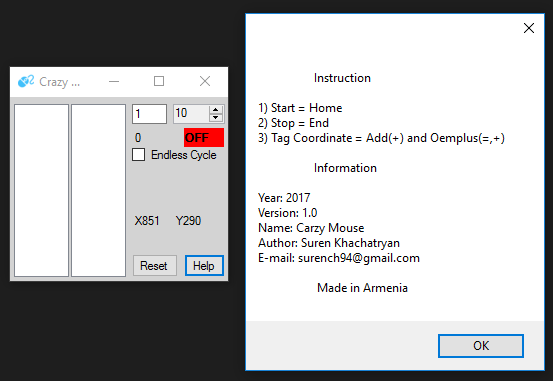 Crazy ...
1
10
0
OFF
Endless Cycle
X851 Y290
Reset
Help
Instruction
1) Start = Home
2) Stop = End
3) Tag Coordinate = Add(+) and Oemplus(=,+)
Information
Year: 2017
Version: 1.0
Name: Carzy Mouse
Author: Suren Khachatryan
E-mail: surench94@gmail.com
Made in Armenia
OK